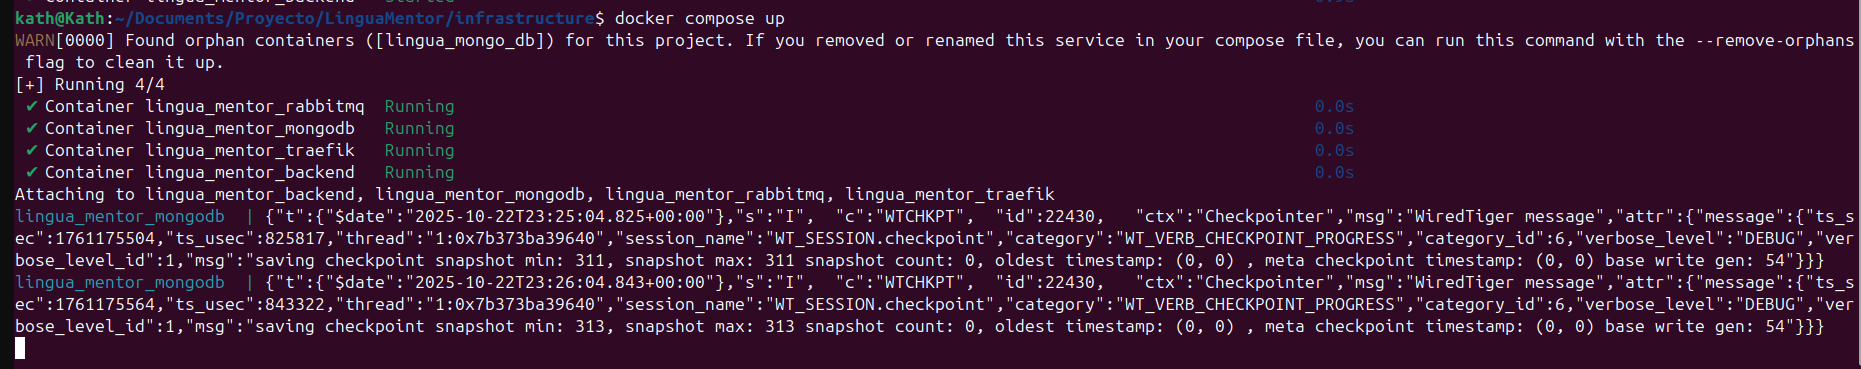 kath@Kath:~/Documents/Proyecto/LinguaMentor/infrastructure$ docker compose up
WARN[0000] Found orphan containers ([lingua_mongo_db]) for this project. If you removed or renamed this service in your compose file, you can run this command with the --remove-orphans
 flag to clean it up.
[+] Running 4/4
 ✔ Container lingua_mentor_rabbitmq  Running 0.0s
 ✔ Container lingua_mentor_mongodb   Running 0.0s
 ✔ Container lingua_mentor_traefik   Running 0.0s
 ✔ Container lingua_mentor_backend   Running 0.0s
Attaching to lingua_mentor_backend, lingua_mentor_mongodb, lingua_mentor_rabbitmq, lingua_mentor_traefik
lingua_mentor_mongodb  | {"t":{"$date":"2025-10-22T23:25:04.825+00:00"},"s":"I",  "c":"WTCHKPT",  "id":22430,   "ctx":"Checkpointer","msg":"WiredTiger message","attr":{"message":{"ts_s
ec":1761175504,"ts_usec":825817,"thread":"1:0x7b373ba39640","session_name":"WT_SESSION.checkpoint","category":"WT_VERB_CHECKPOINT_PROGRESS","category_id":6,"verbose_level":"DEBUG","ver
bose_level_id":1,"msg":"saving checkpoint snapshot min: 311, snapshot max: 311 snapshot count: 0, oldest timestamp: (0, 0) , meta checkpoint timestamp: (0, 0) base write gen: 54"}}}
lingua_mentor_mongodb  | {"t":{"$date":"2025-10-22T23:26:04.843+00:00"},"s":"I",  "c":"WTCHKPT",  "id":22430,   "ctx":"Checkpointer","msg":"WiredTiger message","attr":{"message":{"ts_s
ec":1761175564,"ts_usec":843322,"thread":"1:0x7b373ba39640","session_name":"WT_SESSION.checkpoint","category":"WT_VERB_CHECKPOINT_PROGRESS","category_id":6,"verbose_level":"DEBUG","ver
bose_level_id":1,"msg":"saving checkpoint snapshot min: 313, snapshot max: 313 snapshot count: 0, oldest timestamp: (0, 0) , meta checkpoint timestamp: (0, 0) base write gen: 54"}}}